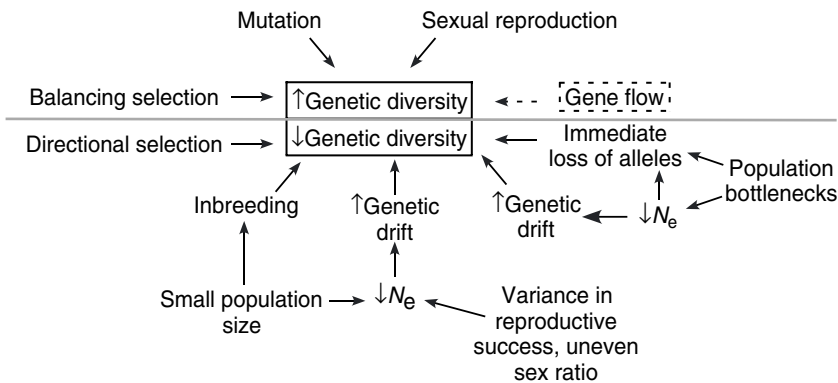 Mutation
Sexual reproduction
Balancing selection
↑Genetic diversity
Gene flow
Directional selection
↓Genetic diversity
Immediate
loss of alleles
Population
bottlenecks
Inbreeding
↑Genetic
drift
↑Genetic
drift
↓Ne
Small population
size
↓Ne
Variance in
reproductive
success, uneven
sex ratio